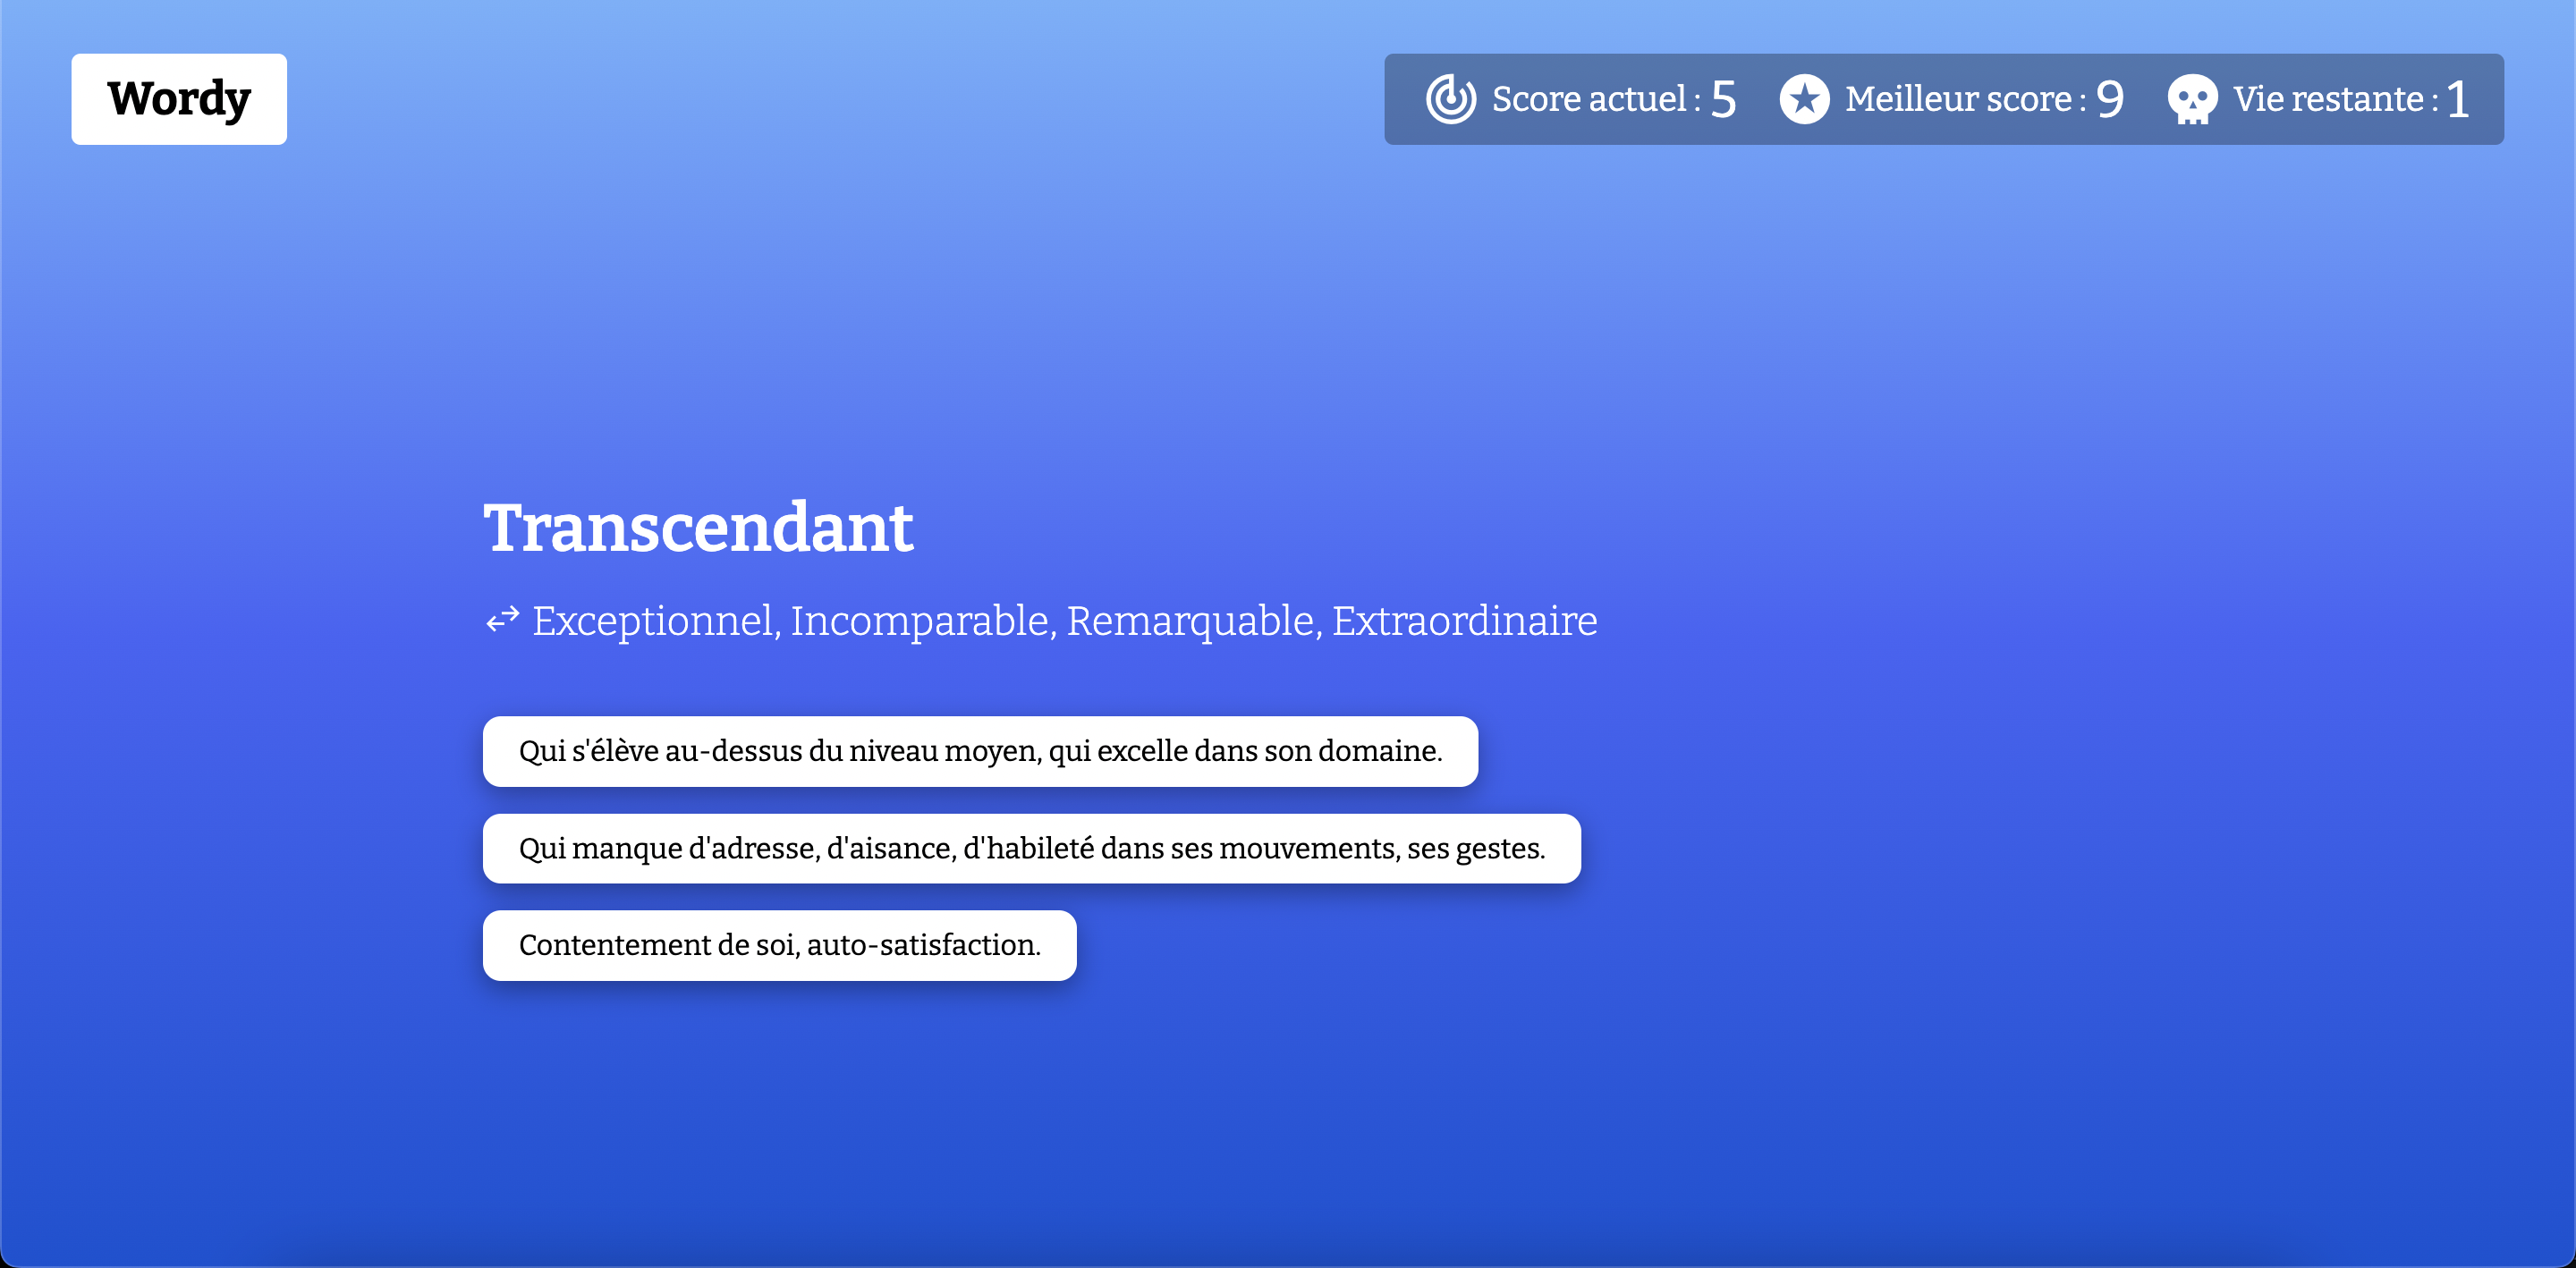 Wordy
Score actuel : 5
Meilleur score : 9
Vie restante : 1
Transcendant
Exceptionnel, Incomparable, Remarquable, Extraordinaire
Qui s'élève au-dessus du niveau moyen, qui excelle dans son domaine.
Qui manque d'adresse, d'aisance, d'habileté dans ses mouvements, ses gestes.
Contentement de soi, auto-satisfaction.